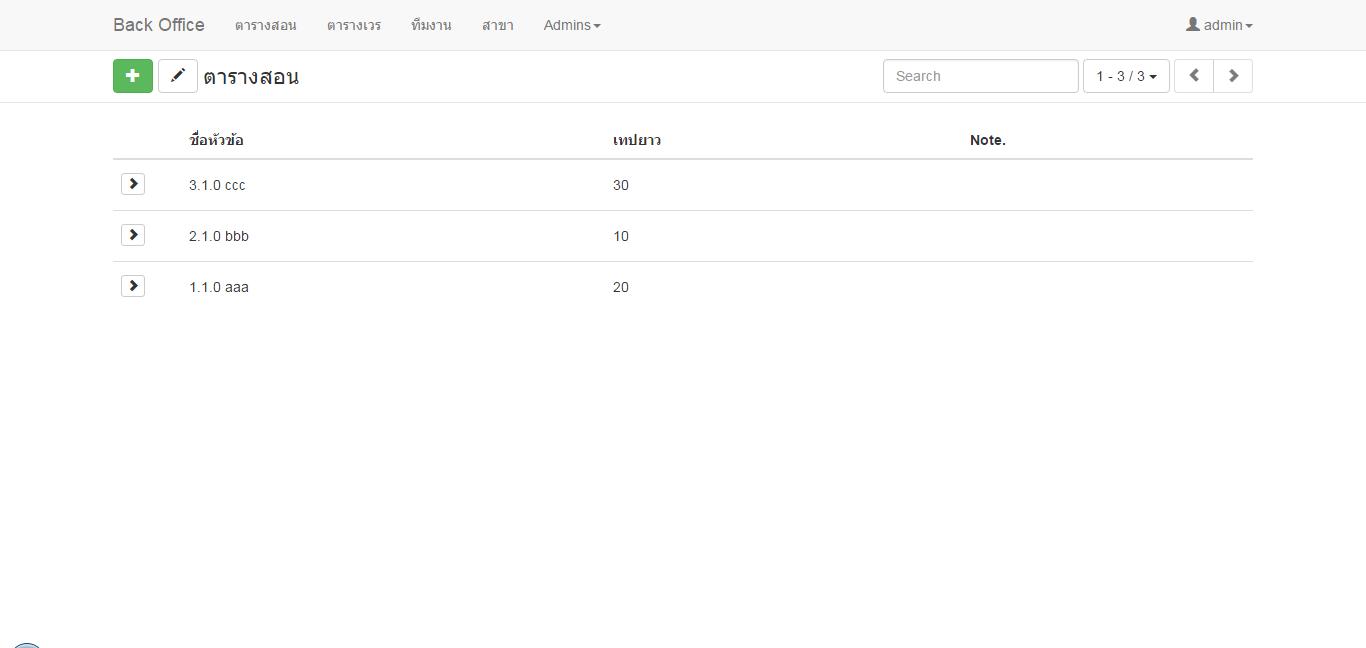 Back Office ตารางสอน ตารางเวร ทีมงาน สาขา Admins admin
ตารางสอน Search 1 - 3 / 3
ชื่อหัวข้อ เทปยาว Note.
3.1.0 ccc 30
2.1.0 bbb 10
1.1.0 aaa 20